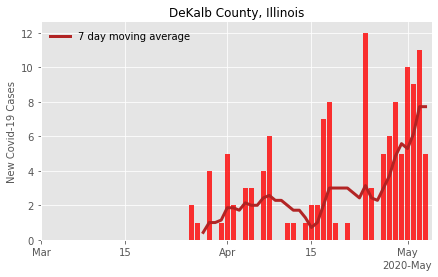 DeKalb County, Illinois
7 day moving average
New Covid-19 Cases
12
10
8
6
4
2
0
Mar 15 Apr 15 May
2020-May